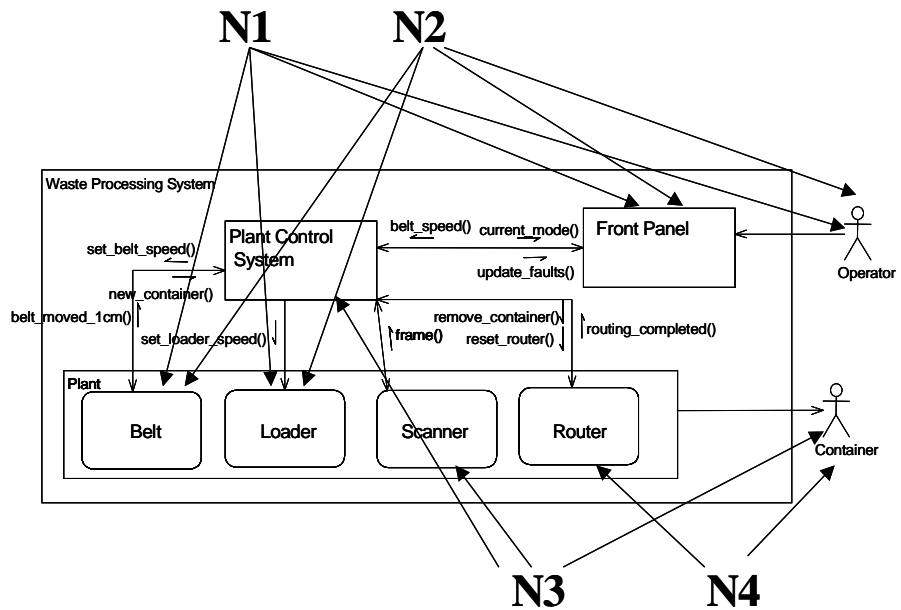 N1 N2
Waste Processing System
Plant Control
System
belt_speed() current_mode()
Front Panel
set_belt_speed()
update_faults()
Operator
new_container()
belt_moved_1cm()
set_loader_speed()
frame()
remove_container()
reset_router()
routing_completed()
Plant
Belt
Loader
Scanner
Router
Container
N3 N4